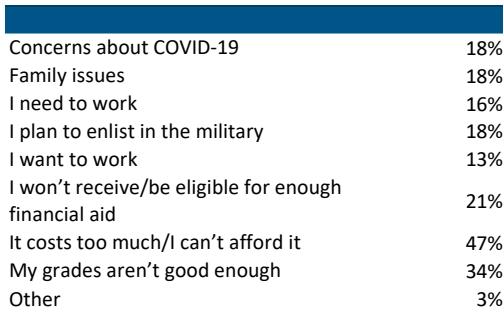 Concerns about COVID-19 18%
Family issues 18%
I need to work 16%
I plan to enlist in the military 18%
I want to work 13%
I won’t receive/be eligible for enough
financial aid 21%
It costs too much/I can’t afford it 47%
My grades aren’t good enough 34%
Other 3%